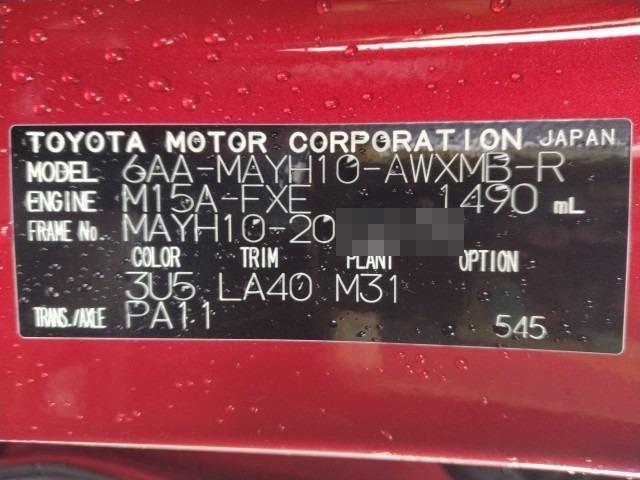 TOYOTA MOTOR CORPORATION JAPAN
MODEL 6AA-MAYH10-AWXMB-R
ENGINE M15A-FXE 1490 mL
FRAME No. MAYH10-20
COLOR TRIM PLANT OPTION
3U5 LA40 M31
TRANS./AXLE PA11 545